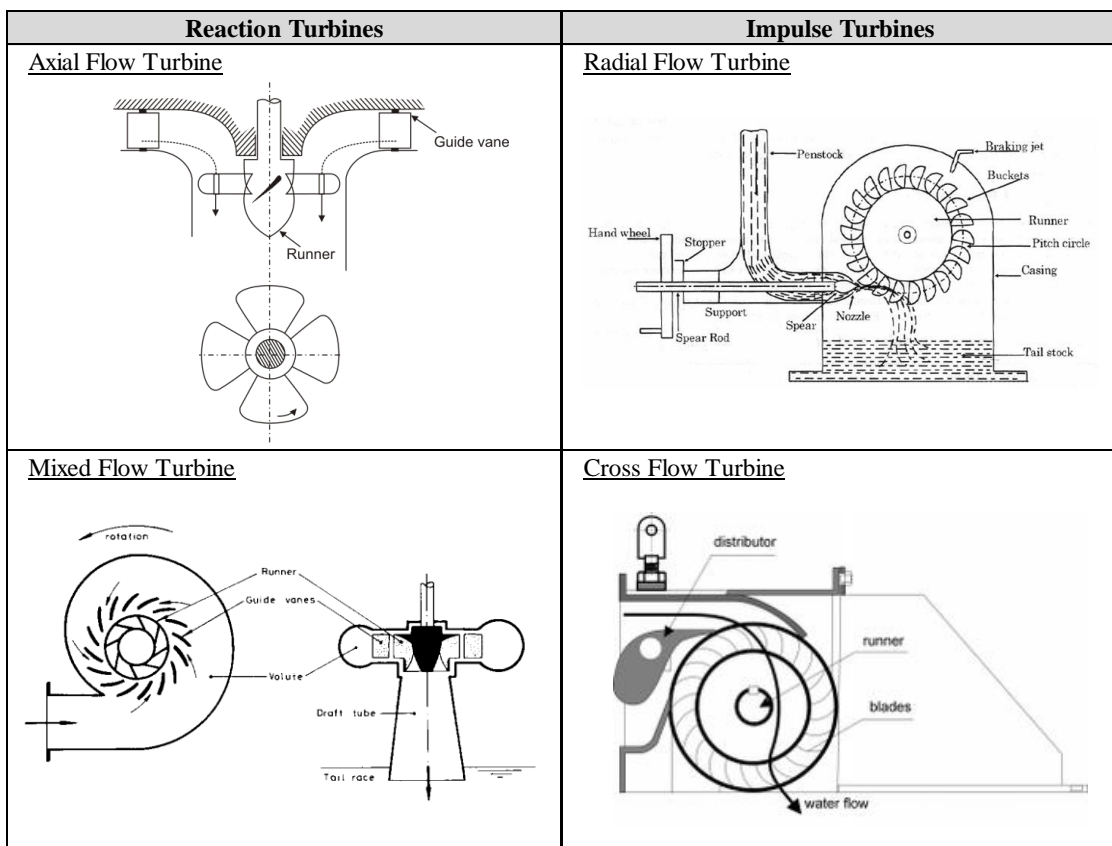 Reaction Turbines
Impulse Turbines
Axial Flow Turbine
Guide vane
Runner
Radial Flow Turbine
Penstock
Braking jet
Buckets
Runner
Hand wheel
Stopper
Pitch circle
Casing
Support
Spear
Nozzle
Spear Rod
Tail stock
Mixed Flow Turbine
rotation
Runner
Guide vanes
Volute
Draft tube
Tail race
Cross Flow Turbine
distributor
runner
blades
water flow